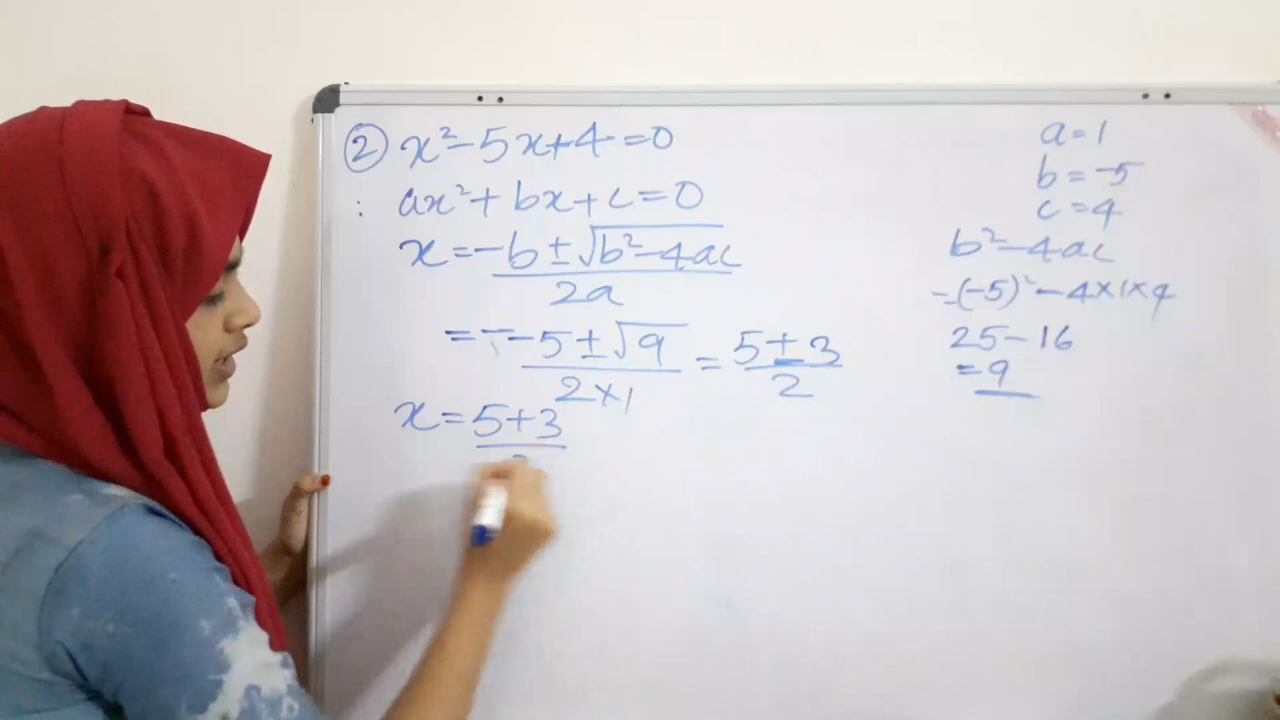 ② x²-5x+4=0
: ax²+bx+c=0
x=-b±√b²-4ac
2a
=--5±√9 = 5±3
2×1 2
x=5+3
a=1
b=-5
c=4
b²-4ac
=(-5)²-4×1×4
25-16
=9